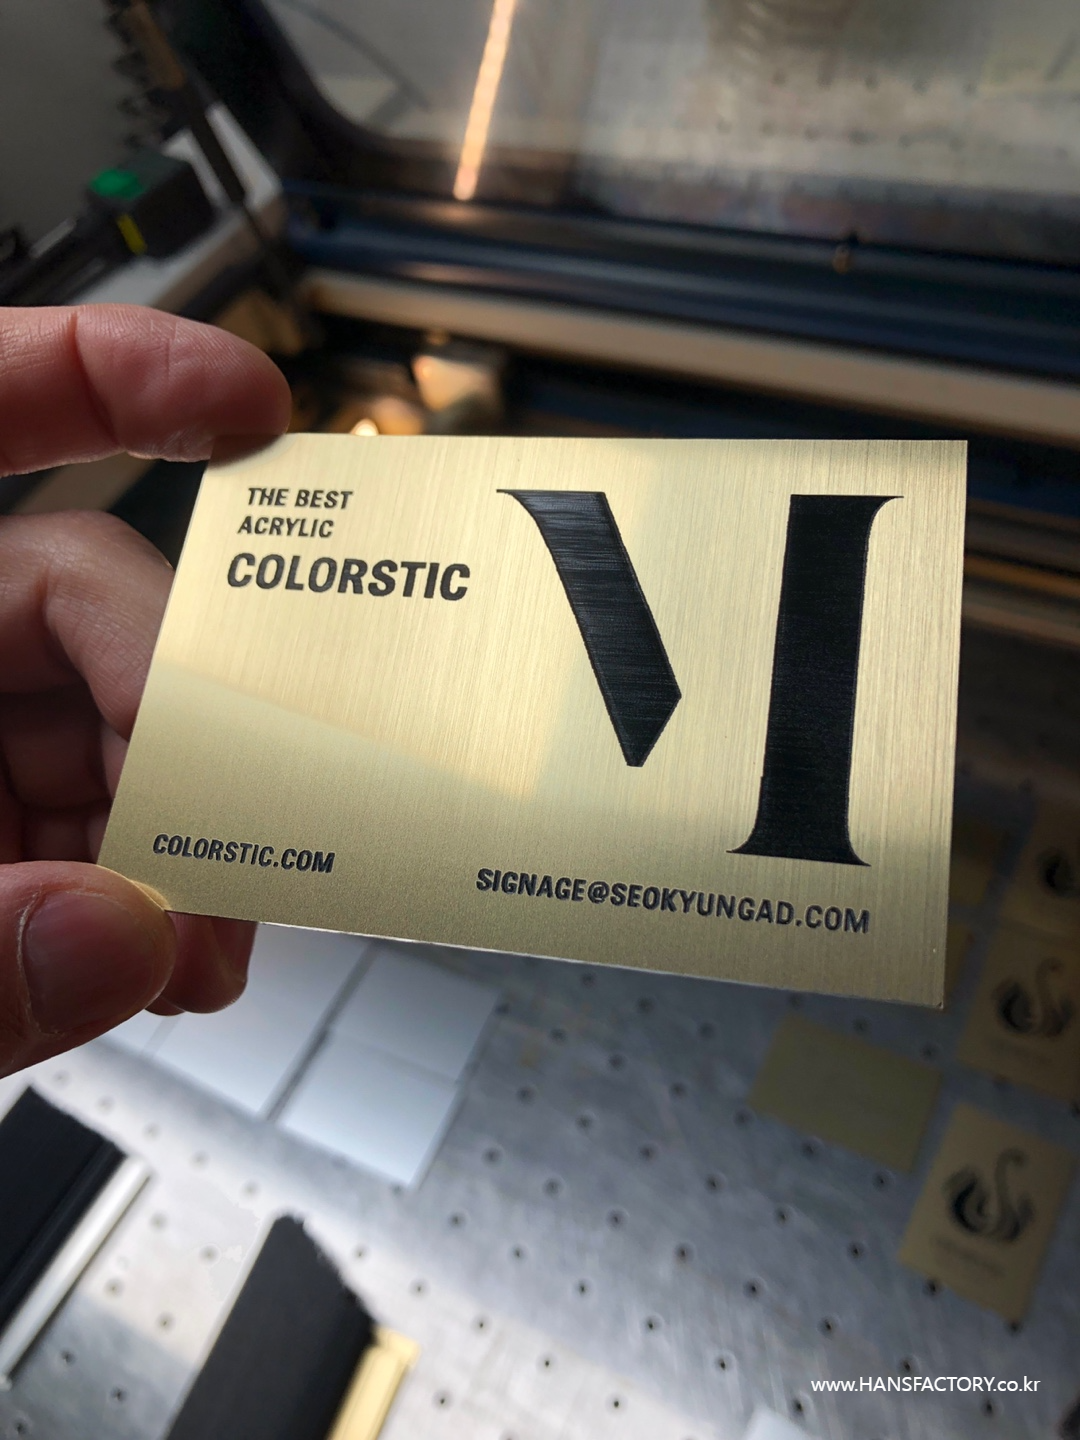 THE BEST
ACRYLIC
COLORSTIC
M
COLORSTIC.COM
SIGNAGE@SEOKYUNGAD.COM
www.HANSFACTORY.co.kr